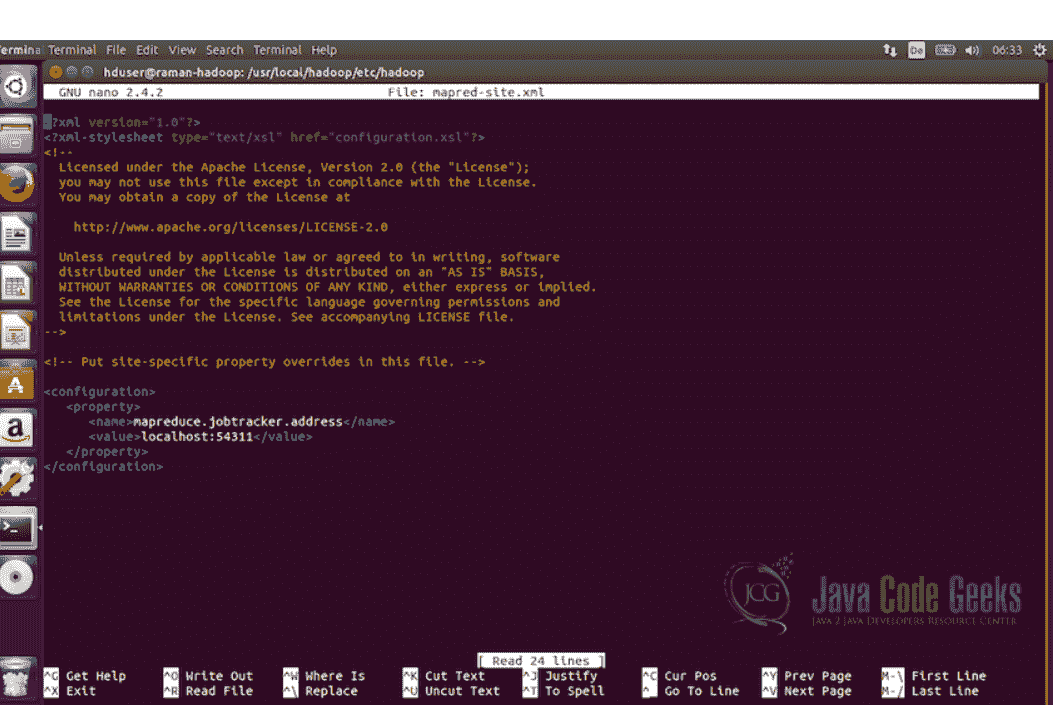 Termina Terminal File Edit View Search Terminal Help De 06:33
hduser@raman-hadoop: /usr/local/hadoop/etc/hadoop
GNU nano 2.4.2 File: mapred-site.xml
?xml version="1.0"?>
<?xml-stylesheet type="text/xsl" href="configuration.xsl"?>
<!--
Licensed under the Apache License, Version 2.0 (the "License");
you may not use this file except in compliance with the License.
You may obtain a copy of the License at
http://www.apache.org/licenses/LICENSE-2.0
Unless required by applicable law or agreed to in writing, software
distributed under the License is distributed on an "AS IS" BASIS,
WITHOUT WARRANTIES OR CONDITIONS OF ANY KIND, either express or implied.
See the License for the specific language governing permissions and
limitations under the License. See accompanying LICENSE file.
-->
<!-- Put site-specific property overrides in this file. -->
<configuration>
<property>
<name>mapreduce.jobtracker.address</name>
<value>localhost:54311</value>
</property>
</configuration>
JCG Java Code Geeks
JAVA 2 JAVA DEVELOPERS RESOURCE CENTER
[ Read 24 lines ]
^G Get Help ^O Write Out ^W Where Is ^K Cut Text ^J Justify ^C Cur Pos ^Y Prev Page M-\ First Line
^X Exit ^R Read File ^\ Replace ^U Uncut Text ^T To Spell ^_ Go To Line ^V Next Page M-/ Last Line